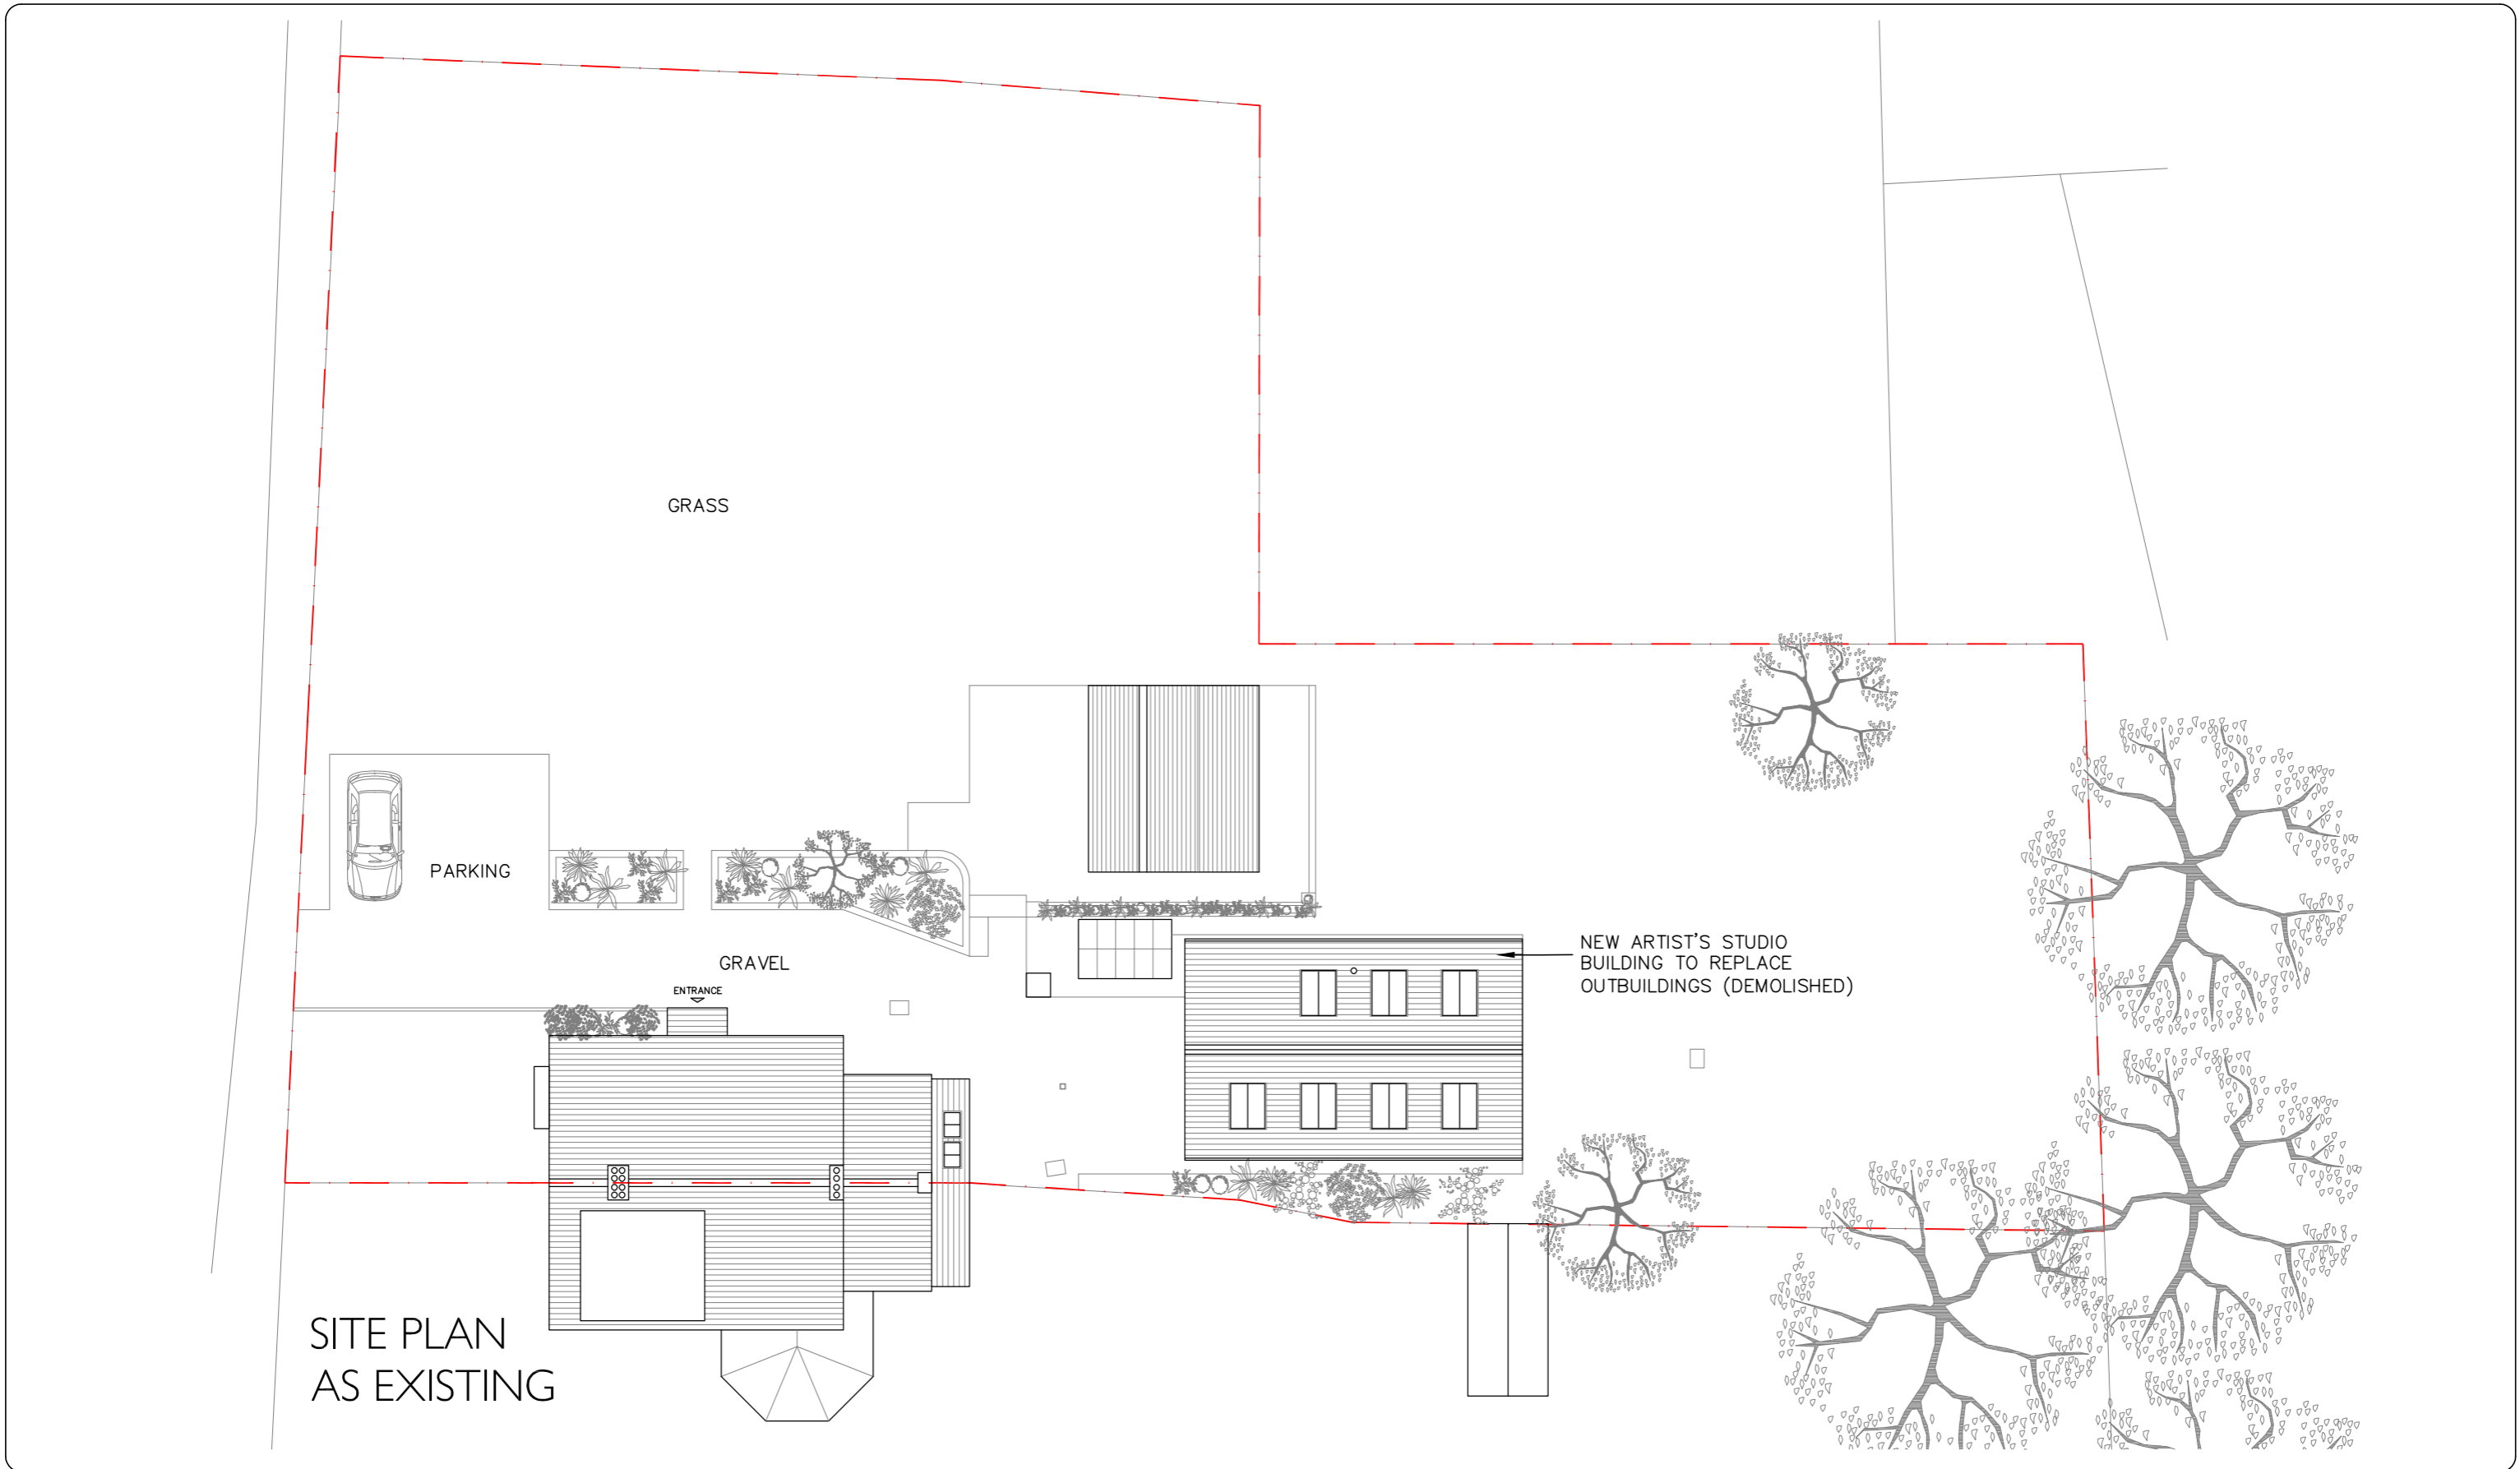 GRASS
PARKING
GRAVEL
ENTRANCE
NEW ARTIST'S STUDIO
BUILDING TO REPLACE
OUTBUILDINGS (DEMOLISHED)
SITE PLAN
AS EXISTING